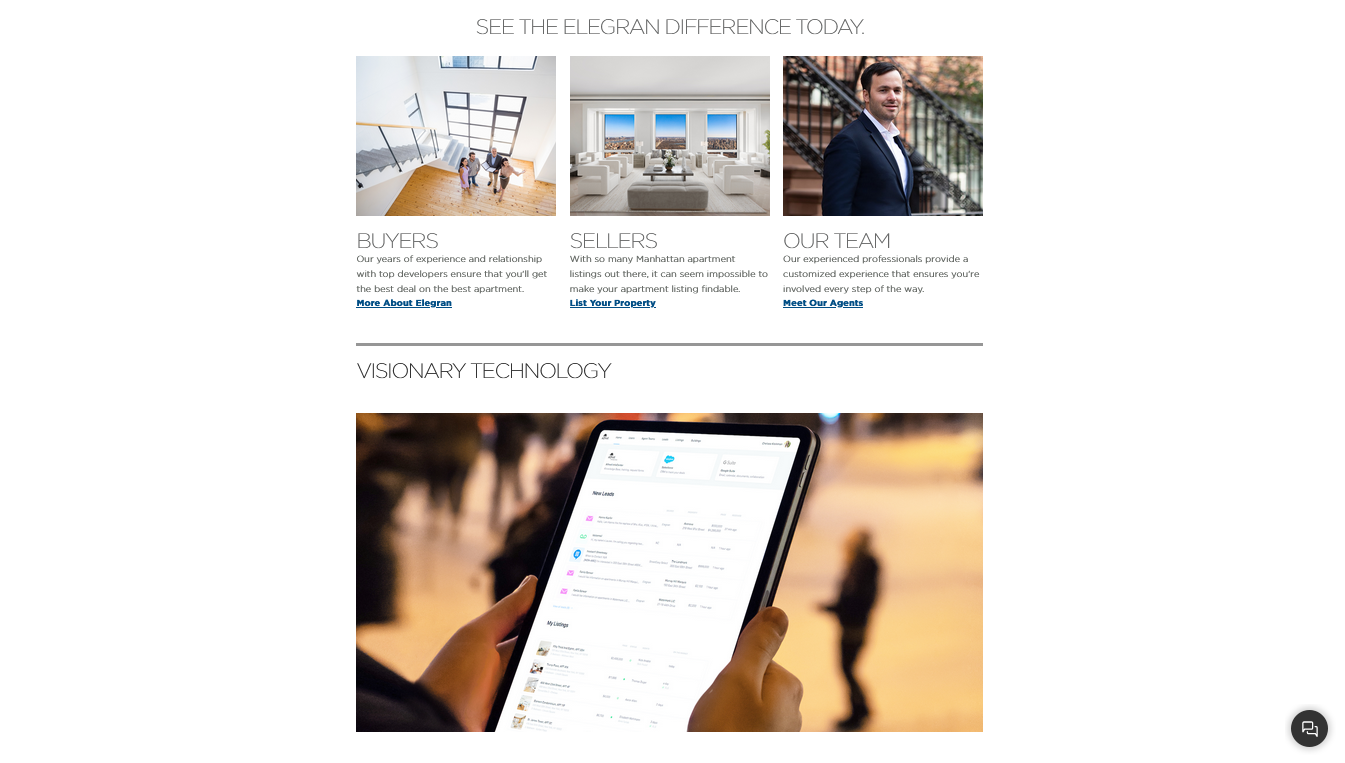 SEE THE ELEGRAN DIFFERENCE TODAY.
BUYERS
Our years of experience and relationship
with top developers ensure that you'll get
the best deal on the best apartment.
More About Elegran
SELLERS
With so many Manhattan apartment
listings out there, it can seem impossible to
make your apartment listing findable.
List Your Property
OUR TEAM
Our experienced professionals provide a
customized experience that ensures you're
involved every step of the way.
Meet Our Agents
VISIONARY TECHNOLOGY
New Leads
My Listings